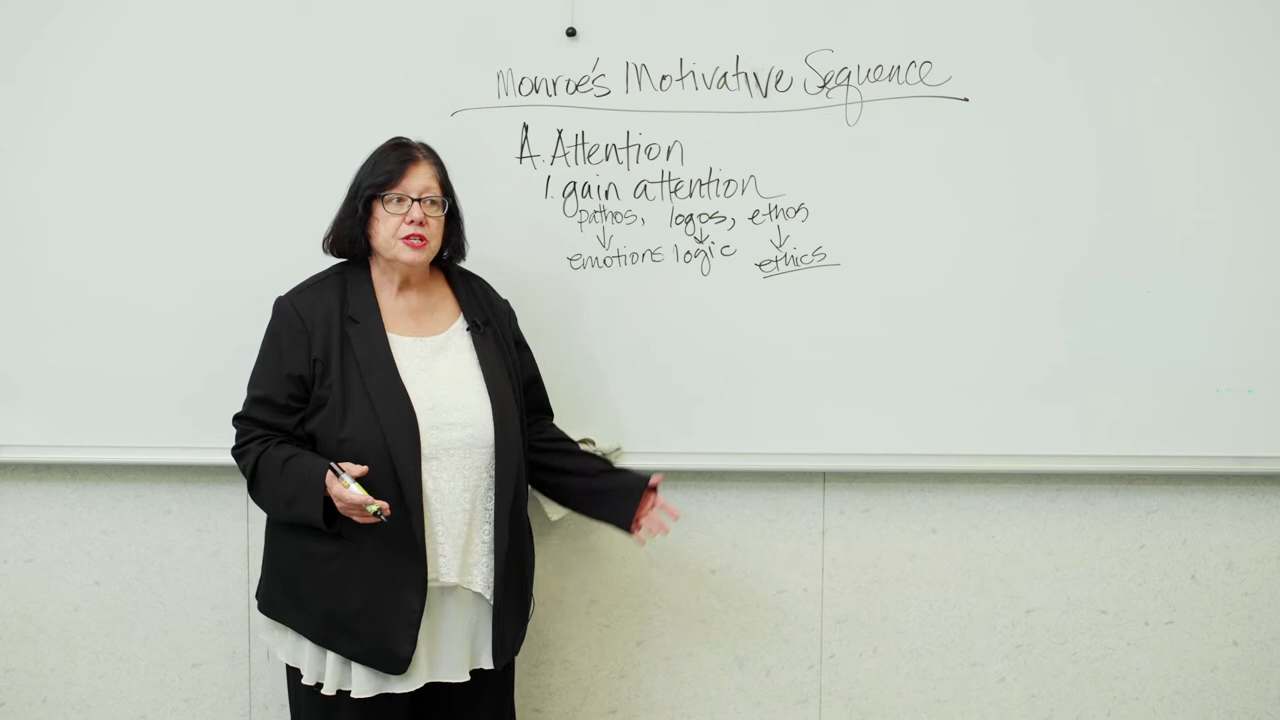 Monroe's Motivative Sequence
A. Attention
1. gain attention
pathos, logos, ethos
emotions logic ethics